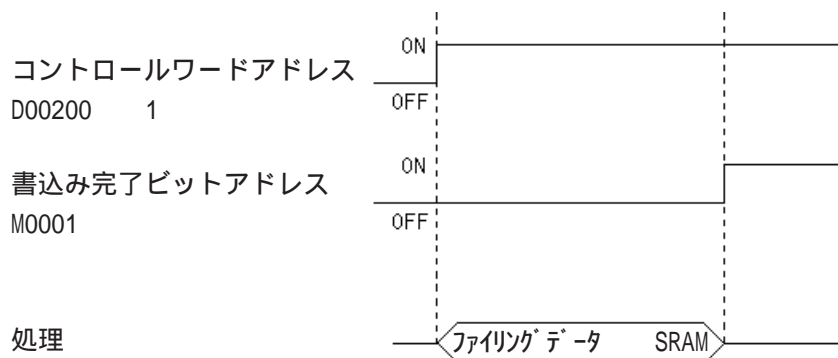 ON
コントロールワードアドレス
OFF
D00200 1
ON
書込み完了ビットアドレス
OFF
M0001
処理
ファイリングデータ SRAM